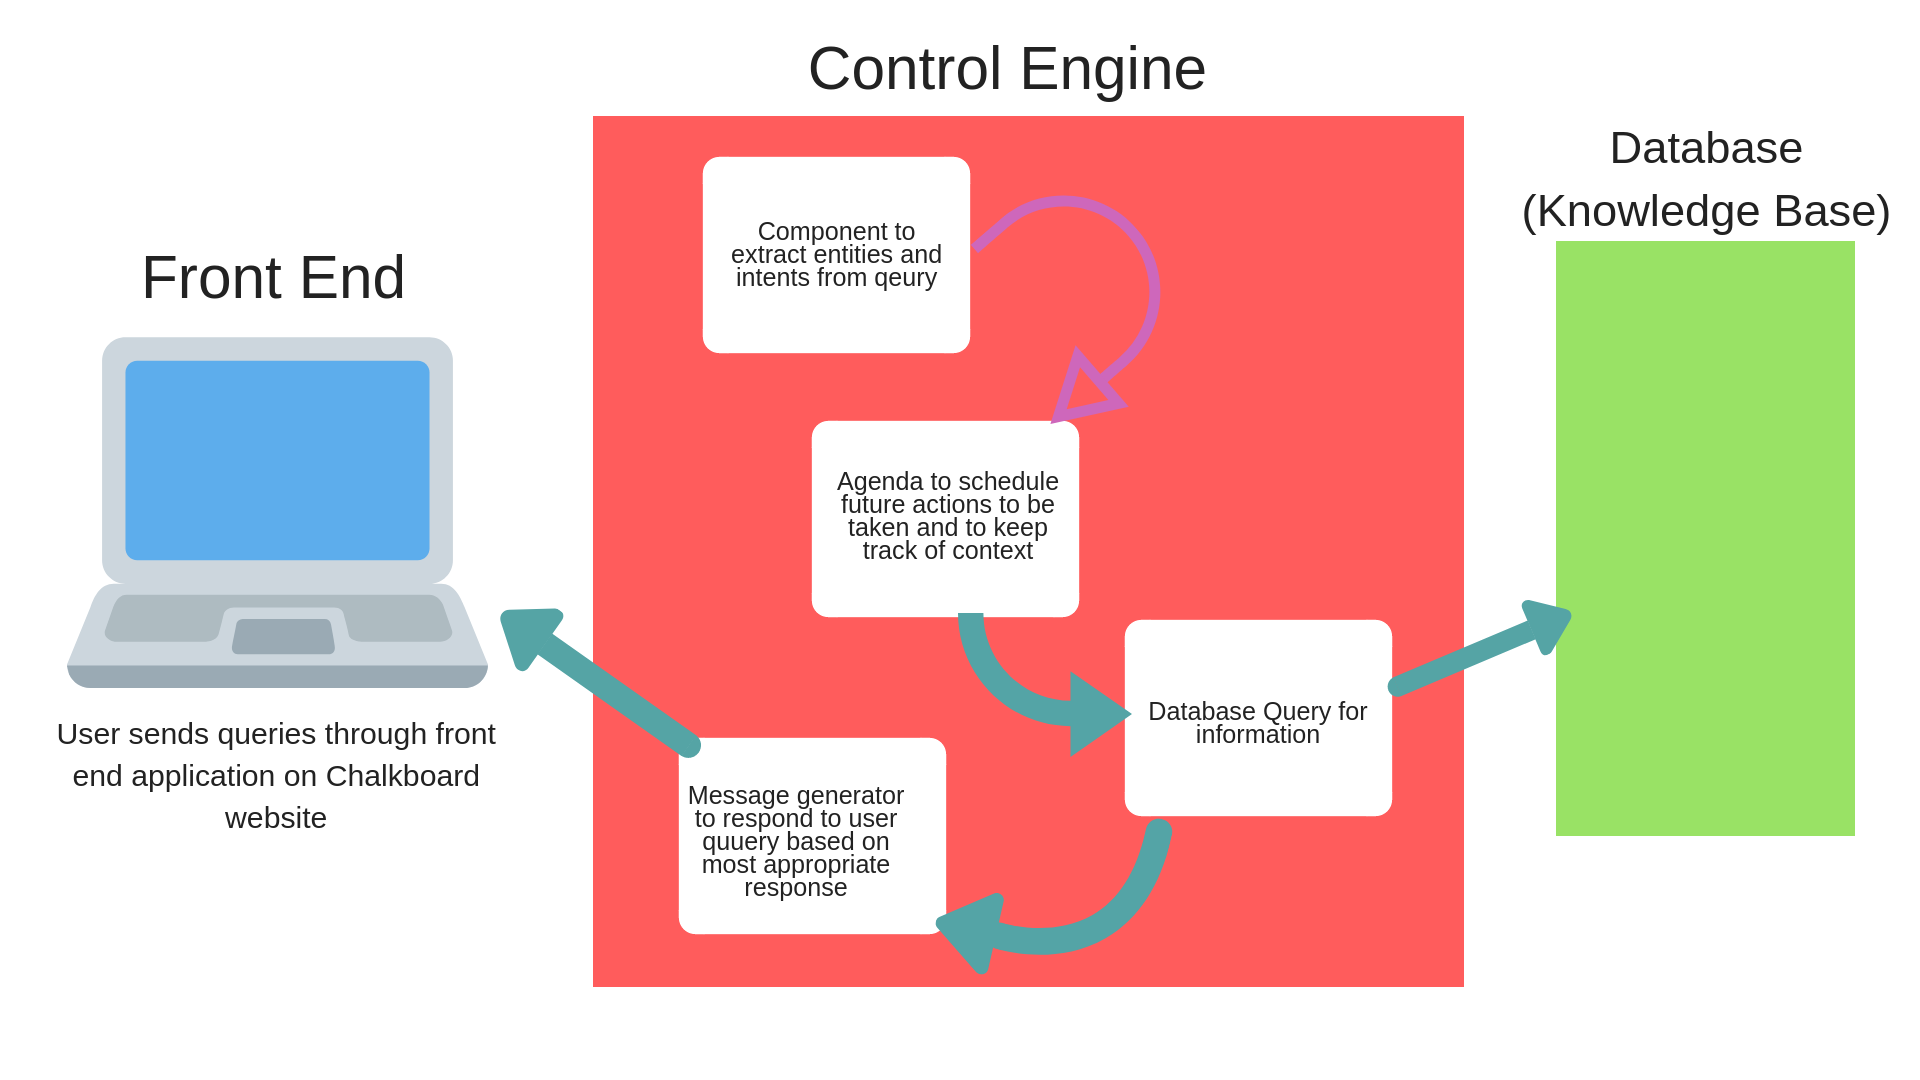 Control Engine
Database
(Knowledge Base)
Front End
Component to
extract entities and
intents from qeury
Agenda to schedule
future actions to be
taken and to keep
track of context
Database Query for
information
Message generator
to respond to user
quuery based on
most appropriate
response
User sends queries through front
end application on Chalkboard
website